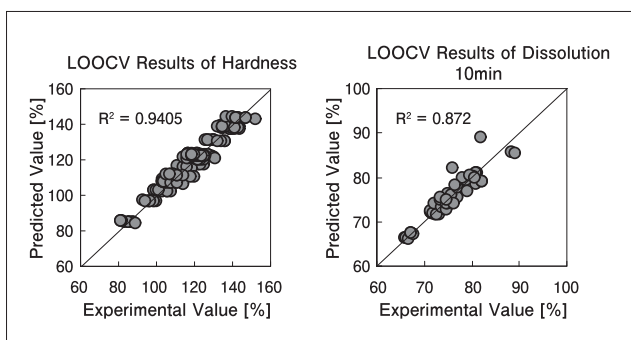 LOOCV Results of Hardness
160
140
120
100
80
60
R² = 0.9405
Predicted Value [%]
60 80 100 120 140 160
Experimental Value [%]
LOOCV Results of Dissolution
10min
100
90
80
70
60
R² = 0.872
Predicted Value [%]
60 70 80 90 100
Experimental Value [%]